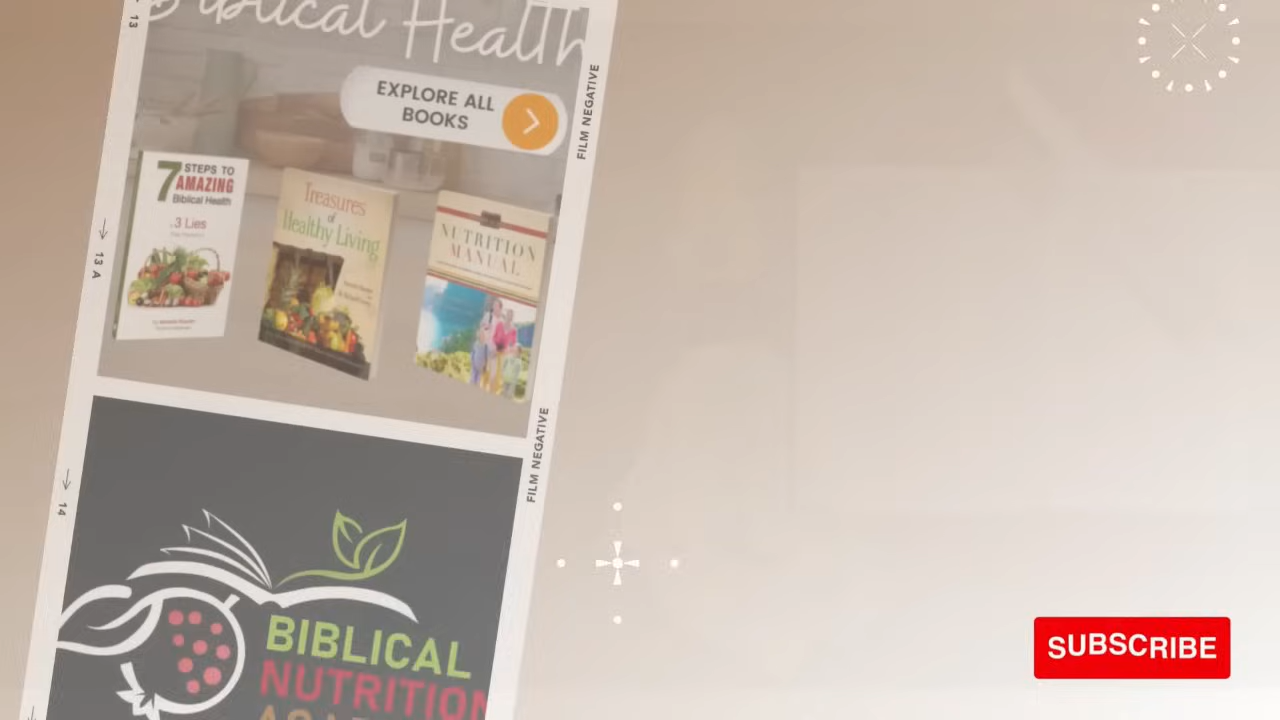 13
Biblical Health
FILM NEGATIVE
EXPLORE ALL
BOOKS
7 STEPS TO
AMAZING
Biblical Health
3 Lies
Treasures
of
Healthy Living
NUTRITION
MANUAL
13 A
FILM NEGATIVE
14
BIBLICAL
NUTRITION
SUBSCRIBE